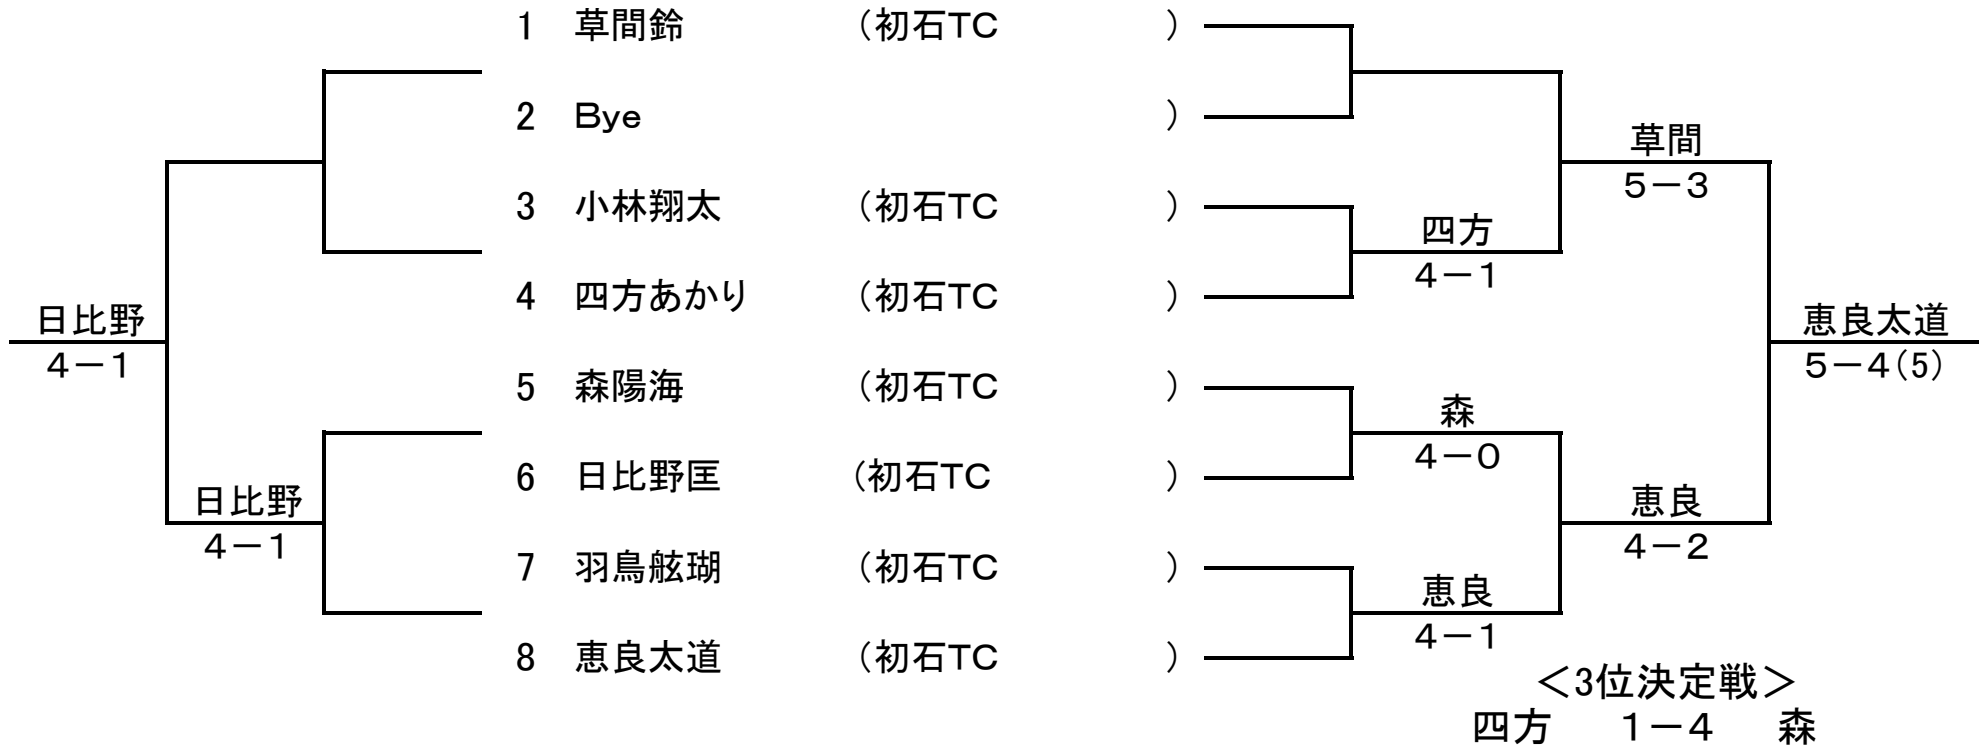 1 草間鈴 (初石TC )
2 Bye )
草間
5－3
3 小林翔太 (初石TC )
四方
4－1
4 四方あかり (初石TC )
日比野
4－1
恵良太道
5－4(5)
5 森陽海 (初石TC )
森
4－0
6 日比野匡 (初石TC )
日比野
4－1
恵良
4－2
7 羽鳥舷瑚 (初石TC )
恵良
4－1
8 恵良太道 (初石TC )
＜3位決定戦＞
四方 1－4 森